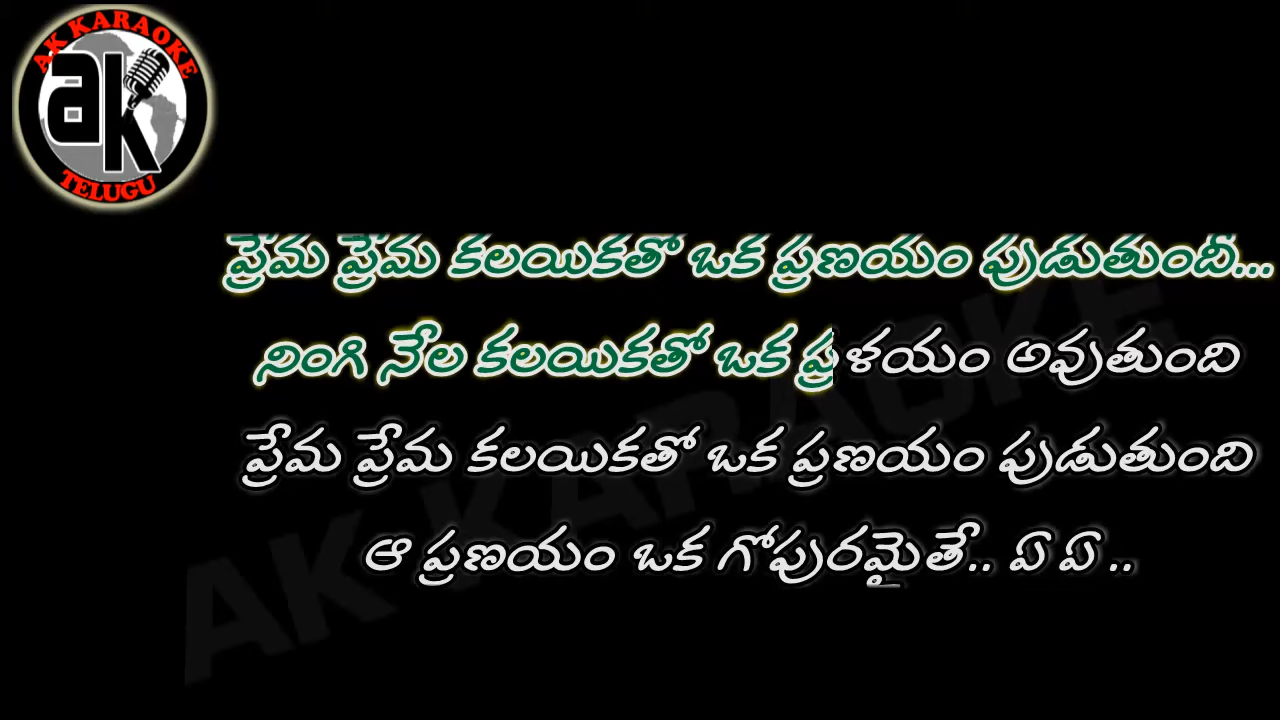 AK KARAOKE
ak
TELUGU
ప్రేమ ప్రేమ కలయికతో ఒక ప్రణయం పుడుతుందీ...
నింగి నేల కలయికతో ఒక ప్రళయం అవుతుంది
ప్రేమ ప్రేమ కలయికతో ఒక ప్రణయం పుడుతుంది
ఆ ప్రణయం ఒక గోపురమైతే.. ఏ ఏ ..
AK KARAOKE